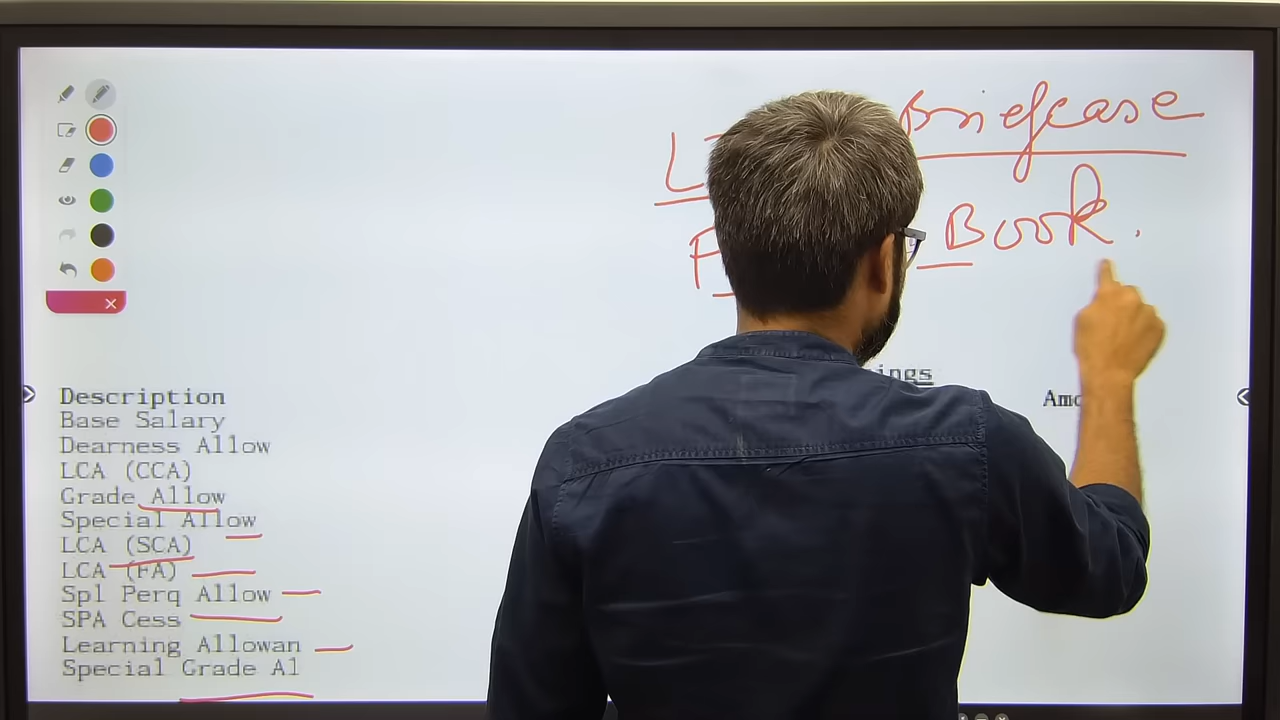 Briefcase
Book.
Description
Base Salary
Dearness Allow
LCA (CCA)
Grade Allow
Special Allow
LCA (SCA)
LCA (FA)
Spl Perq Allow
SPA Cess
Learning Allowan
Special Grade Al